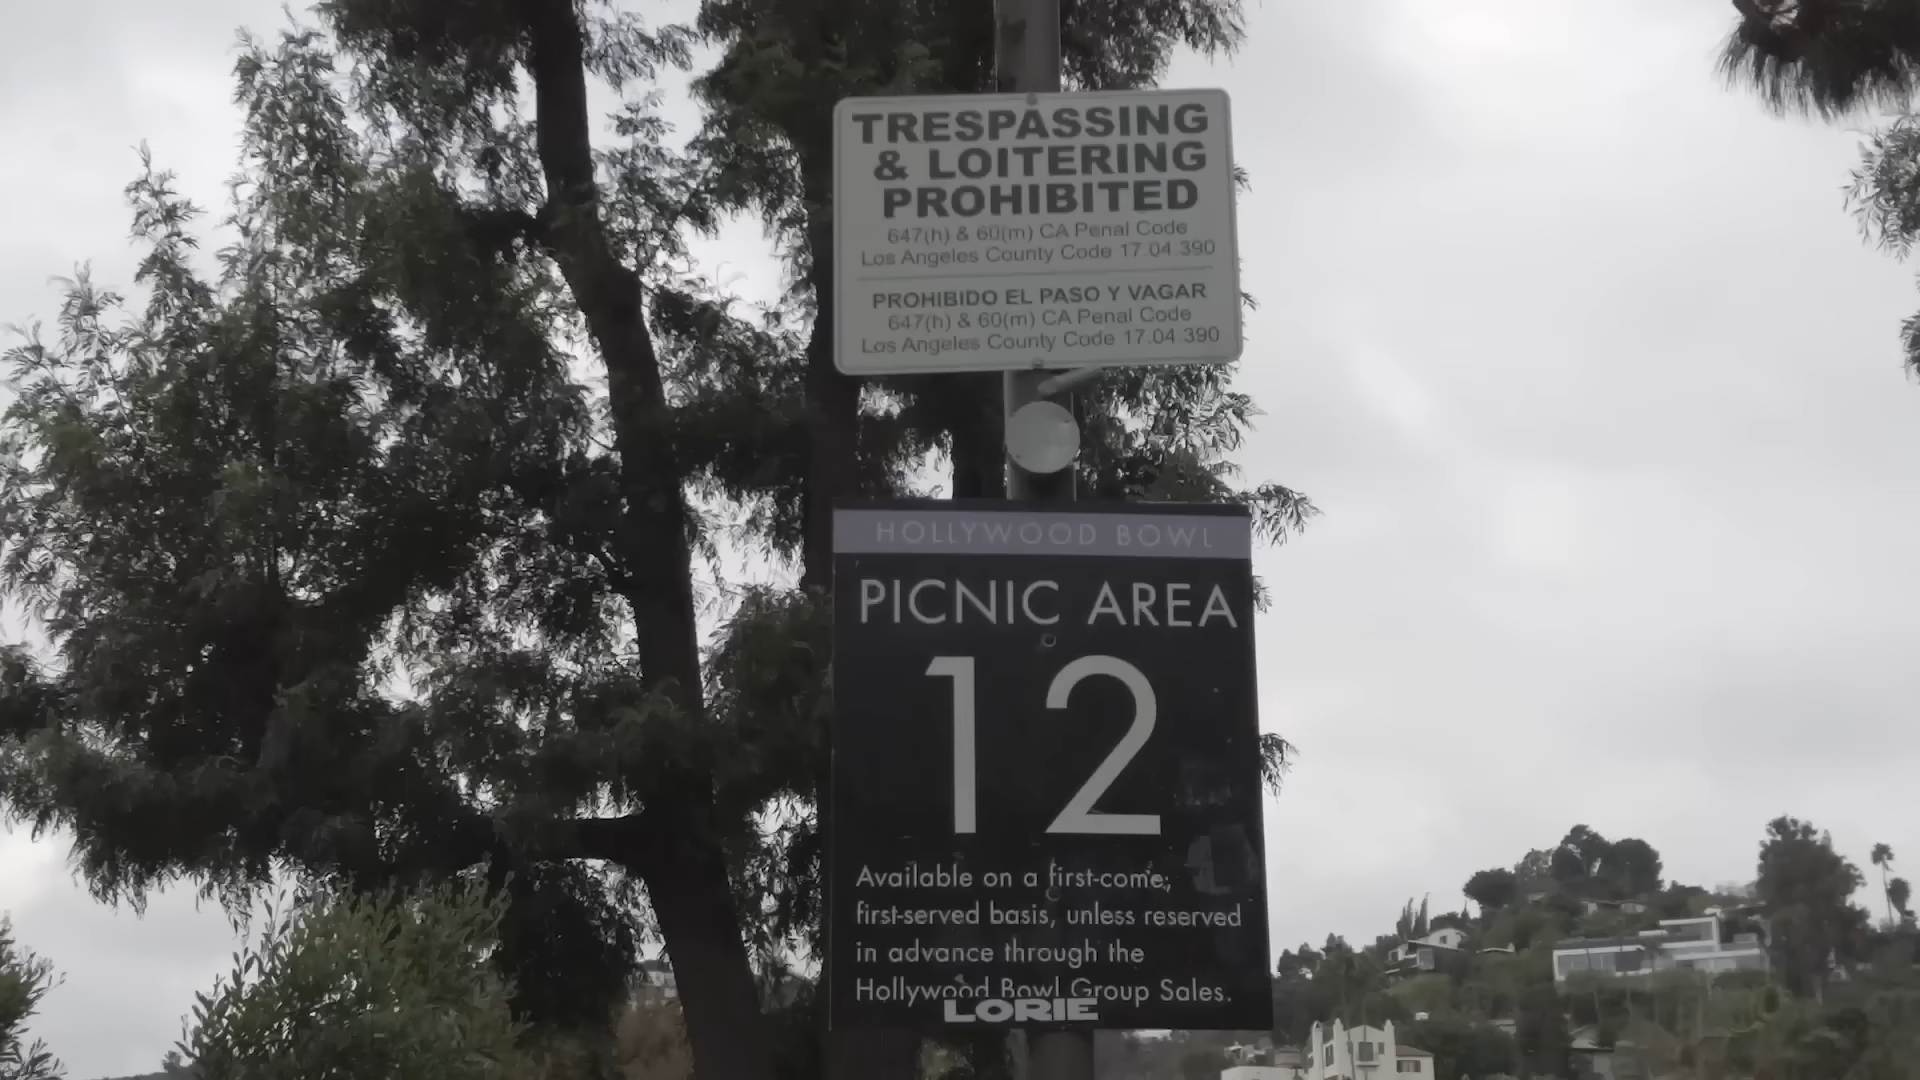 TRESPASSING
& LOITERING
PROHIBITED
647(h) & 60(m) CA Penal Code
Los Angeles County Code 17.04.390
PROHIBIDO EL PASO Y VAGAR
647(h) & 60(m) CA Penal Code
Los Angeles County Code 17.04.390
HOLLYWOOD BOWL
PICNIC AREA
12
Available on a first-come,
first-served basis, unless reserved
in advance through the
Hollywood Bowl Group Sales.
LORIE